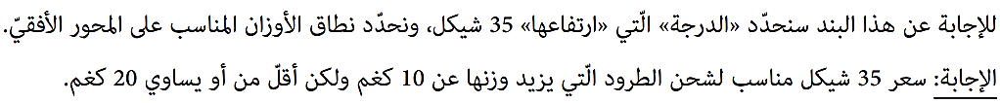 للإجابة عن هذا البند سنحدّد «الدرجة» الّتي «ارتفاعها» 35 شيكل، ونحدّد نطاق الأوزان المناسب على المحور الأفقيّ.
الإجابة: سعر 35 شيكل مناسب لشحن الطرود الّتي يزيد وزنها عن 10 كغم ولكن أقلّ من أو يساوي 20 كغم.